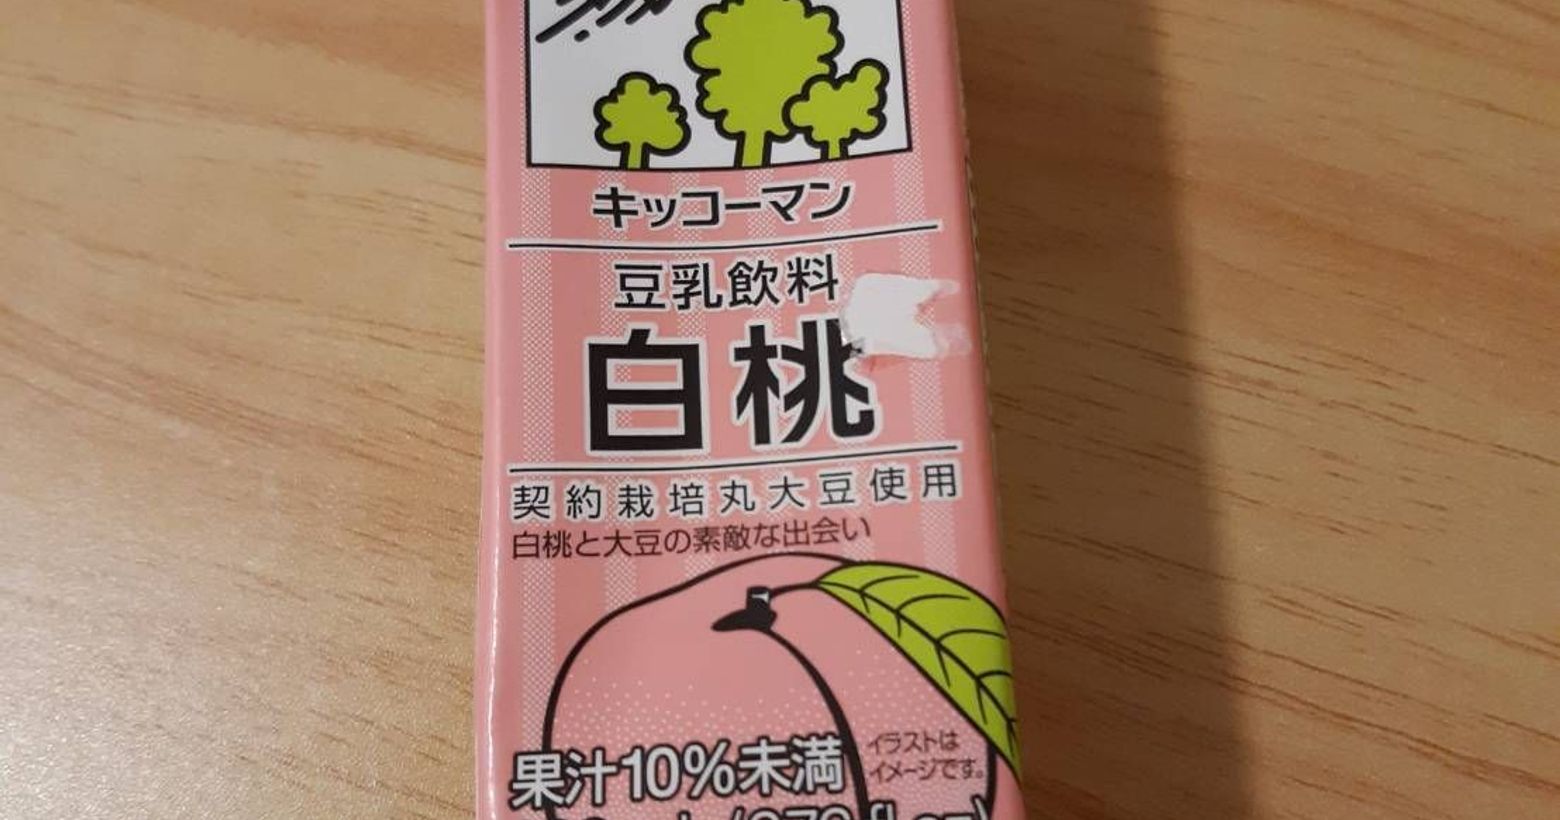 キッコーマン
豆乳飲料
白桃
契約栽培丸大豆使用
白桃と大豆の素敵な出会い
果汁10%未満
イラストは
イメージです。